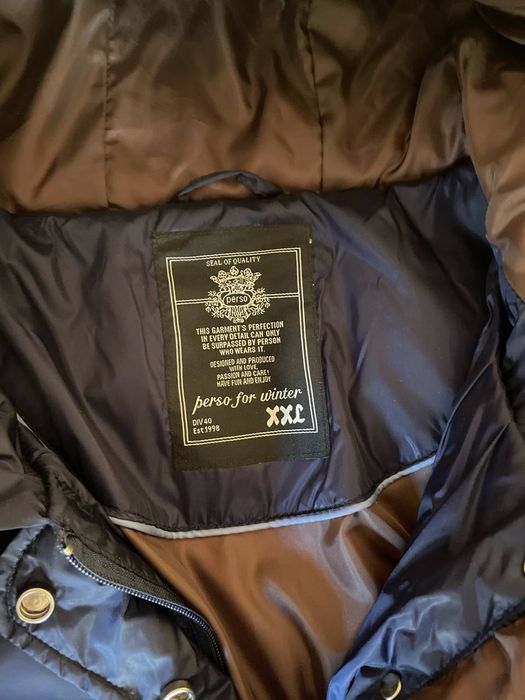 SEAL OF QUALITY
perso
THIS GARMENT'S PERFECTION
IN EVERY DETAIL CAN ONLY
BE SURPASSED BY PERSON
WHO WEARS IT.
DESIGNED AND PRODUCED
WITH LOVE,
PASSION AND CARE!
HAVE FUN AND ENJOY
perso for winter
XXL
DIV 40
Est.1998